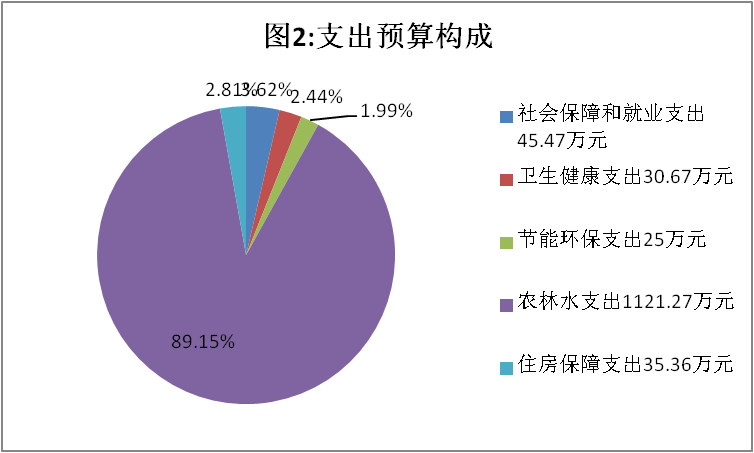 图2:支出预算构成
2.81%
3.62%
2.44%
1.99%
89.15%
社会保障和就业支出
45.47万元
卫生健康支出30.67万元
节能环保支出25万元
农林水支出1121.27万元
住房保障支出35.36万元